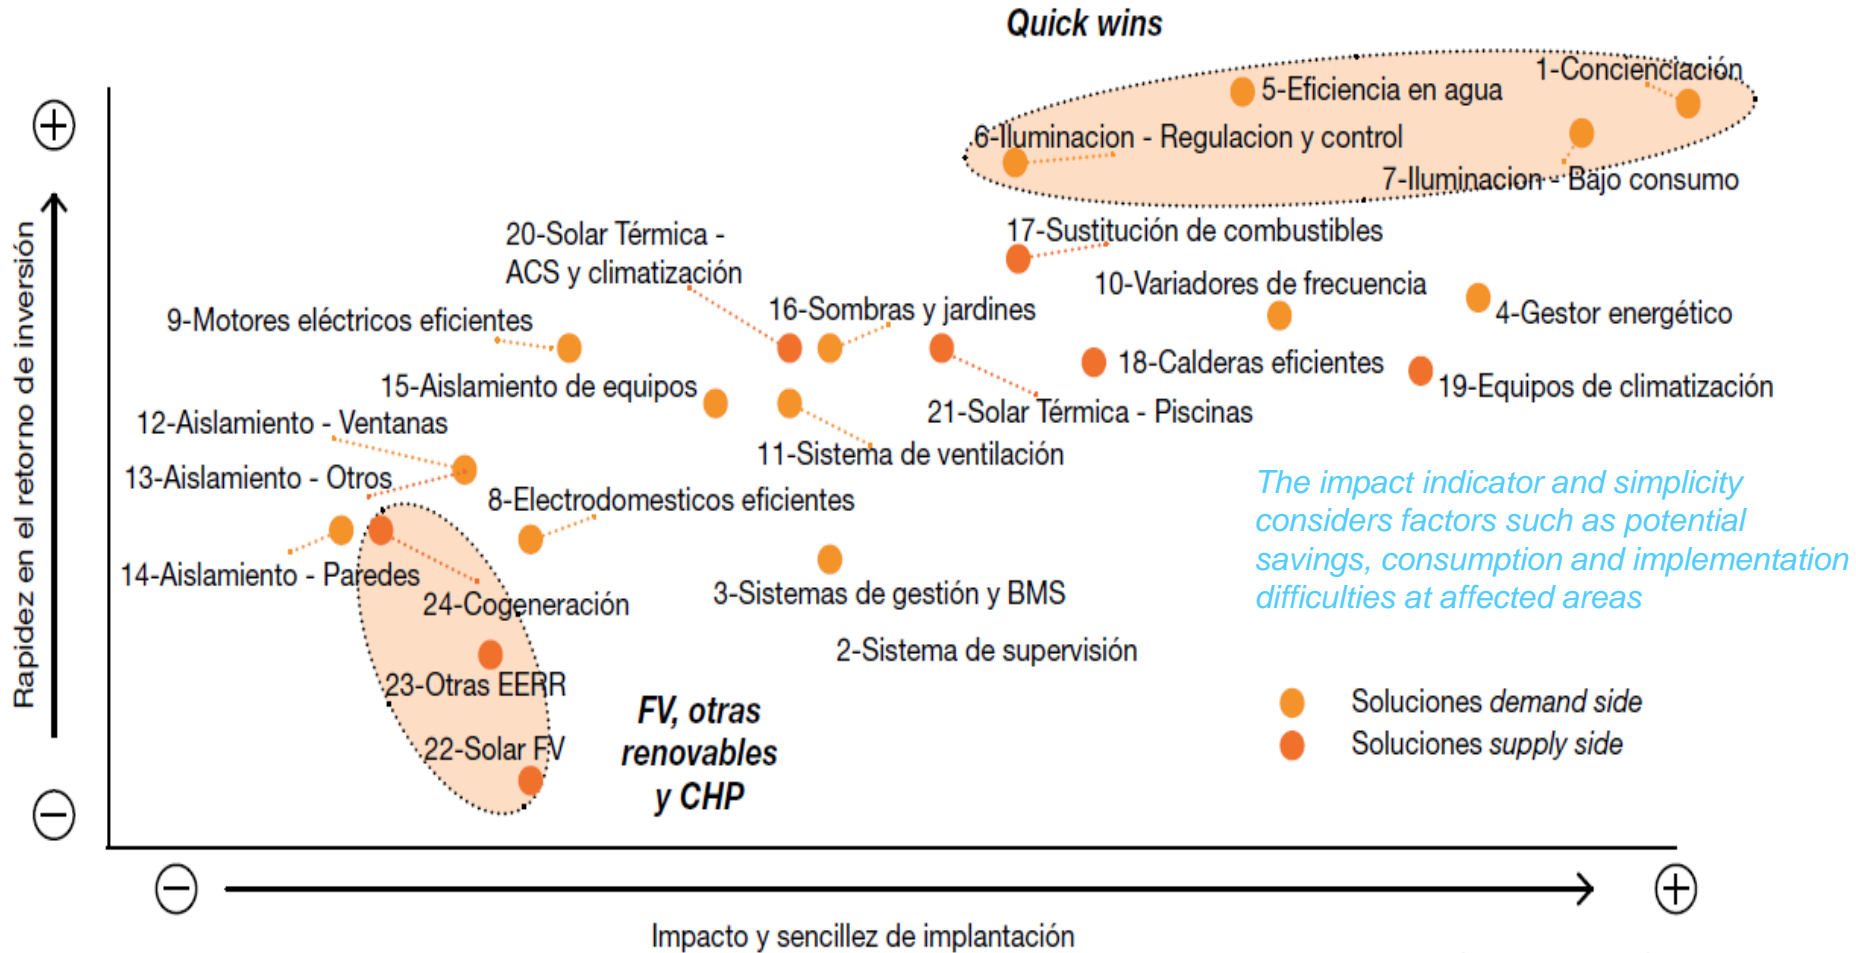 Quick wins
1-Concienciación
5-Eficiencia en agua
6-Iluminacion - Regulacion y control
7-Iluminacion - Bajo consumo
20-Solar Térmica -
ACS y climatización
17-Sustitución de combustibles
10-Variadores de frecuencia
16-Sombras y jardines
9-Motores eléctricos eficientes
4-Gestor energético
18-Calderas eficientes
15-Aislamiento de equipos
19-Equipos de climatización
21-Solar Térmica - Piscinas
12-Aislamiento - Ventanas
11-Sistema de ventilación
13-Aislamiento - Otros
8-Electrodomesticos eficientes
The impact indicator and simplicity
considers factors such as potential
savings, consumption and implementation
difficulties at affected areas
14-Aislamiento - Paredes
24-Cogeneración
3-Sistemas de gestión y BMS
2-Sistema de supervisión
23-Otras EERR
22-Solar FV
FV, otras
renovables
y CHP
Soluciones demand side
Soluciones supply side
Rapidez en el retorno de inversión
Impacto y sencillez de implantación